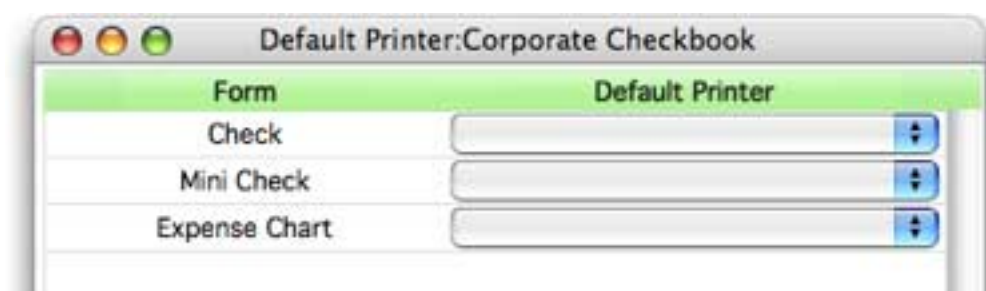 Default Printer:Corporate Checkbook
Form Default Printer
Check
Mini Check
Expense Chart